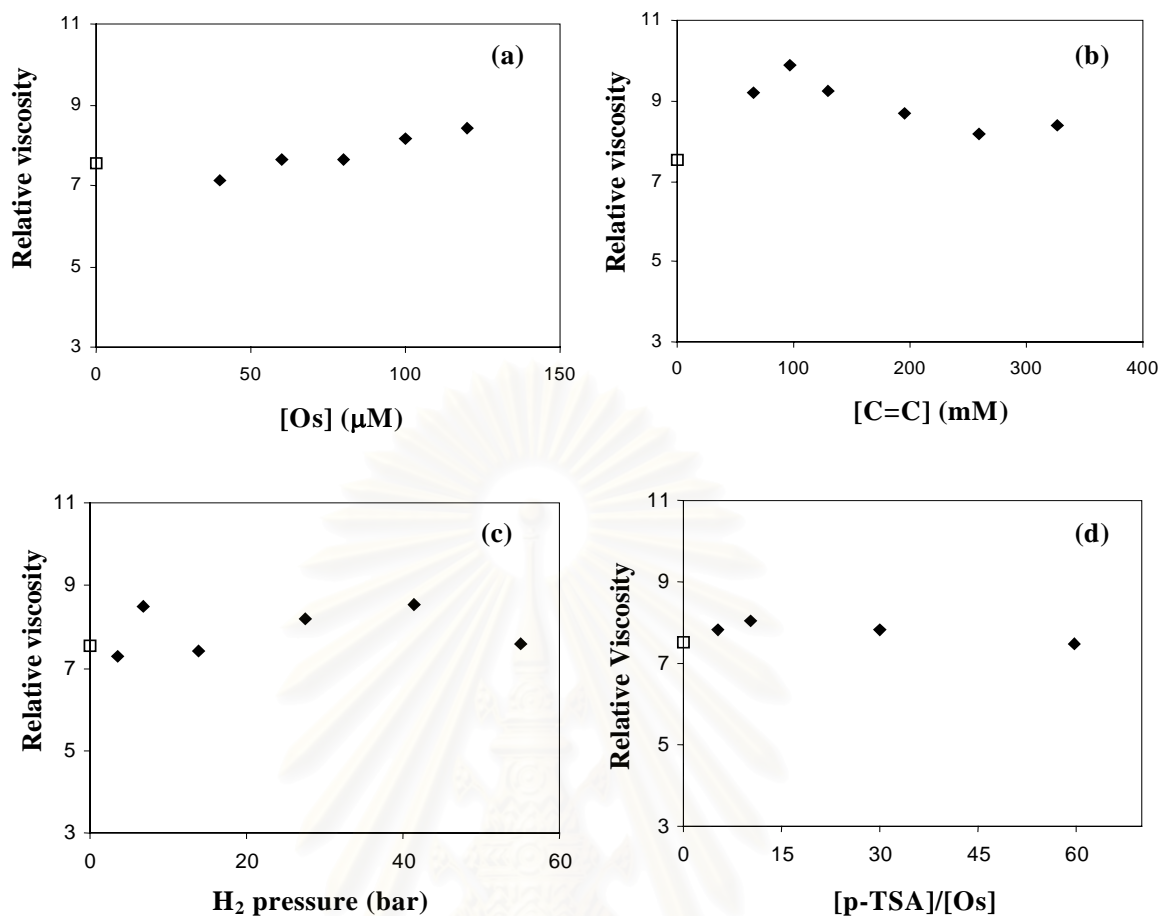 (a)
Relative viscosity
11
9
7
5
3
0 50 100 150
[Os] (μM)
(b)
Relative viscosity
11
9
7
5
3
0 100 200 300 400
[C=C] (mM)
(c)
Relative viscosity
11
9
7
5
3
0 20 40 60
H₂ pressure (bar)
(d)
Relative Viscosity
11
9
7
5
3
0 15 30 45 60
[p-TSA]/[Os]